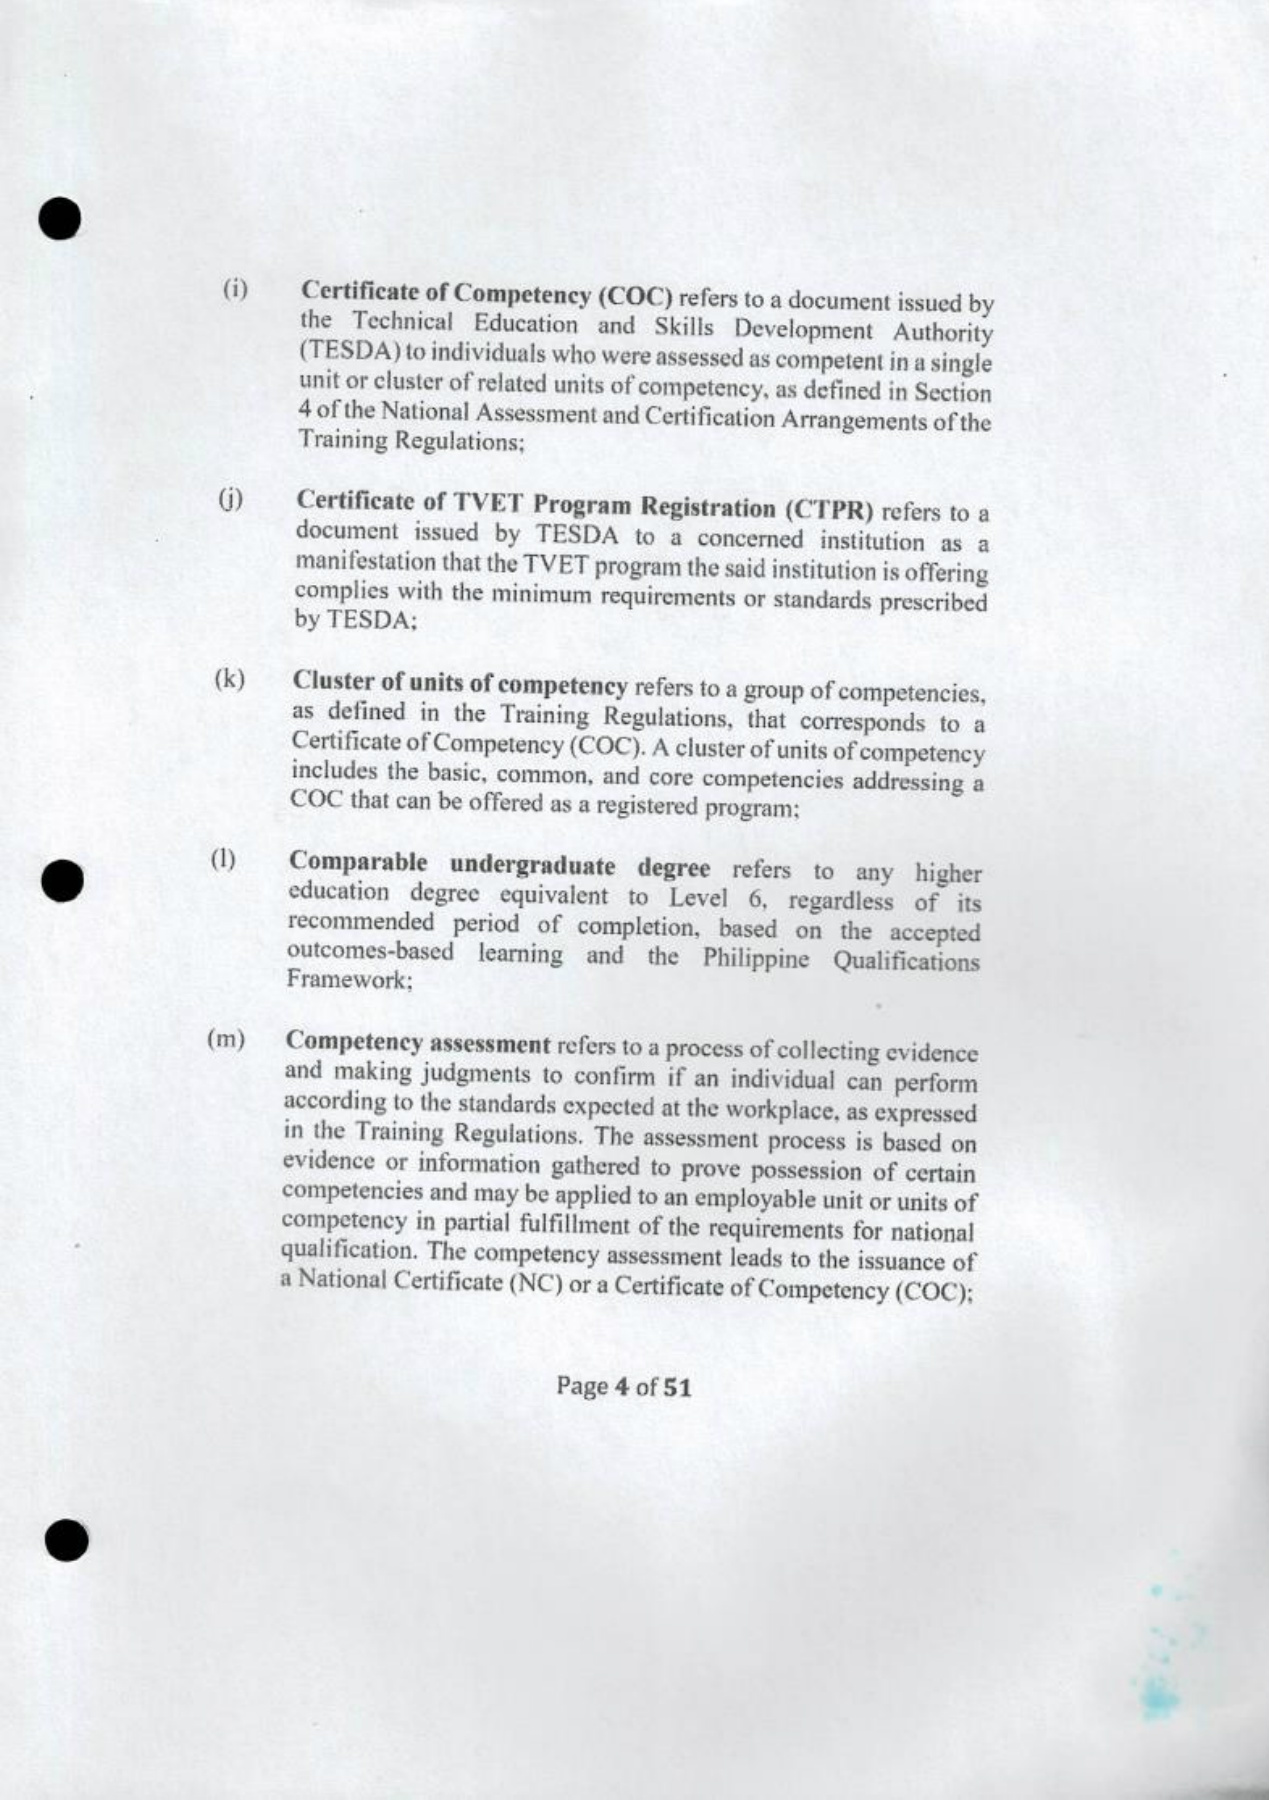 (i) Certificate of Competency (COC) refers to a document issued by
the Technical Education and Skills Development Authority
(TESDA) to individuals who were assessed as competent in a single
unit or cluster of related units of competency, as defined in Section
4 of the National Assessment and Certification Arrangements of the
Training Regulations;
(j) Certificate of TVET Program Registration (CTPR) refers to a
document issued by TESDA to a concerned institution as a
manifestation that the TVET program the said institution is offering
complies with the minimum requirements or standards prescribed
by TESDA;
(k) Cluster of units of competency refers to a group of competencies,
as defined in the Training Regulations, that corresponds to a
Certificate of Competency (COC). A cluster of units of competency
includes the basic, common, and core competencies addressing a
COC that can be offered as a registered program;
(l) Comparable undergraduate degree refers to any higher
education degree equivalent to Level 6, regardless of its
recommended period of completion, based on the accepted
outcomes-based learning and the Philippine Qualifications
Framework;
(m) Competency assessment refers to a process of collecting evidence
and making judgments to confirm if an individual can perform
according to the standards expected at the workplace, as expressed
in the Training Regulations. The assessment process is based on
evidence or information gathered to prove possession of certain
competencies and may be applied to an employable unit or units of
competency in partial fulfillment of the requirements for national
qualification. The competency assessment leads to the issuance of
a National Certificate (NC) or a Certificate of Competency (COC);
Page 4 of 51